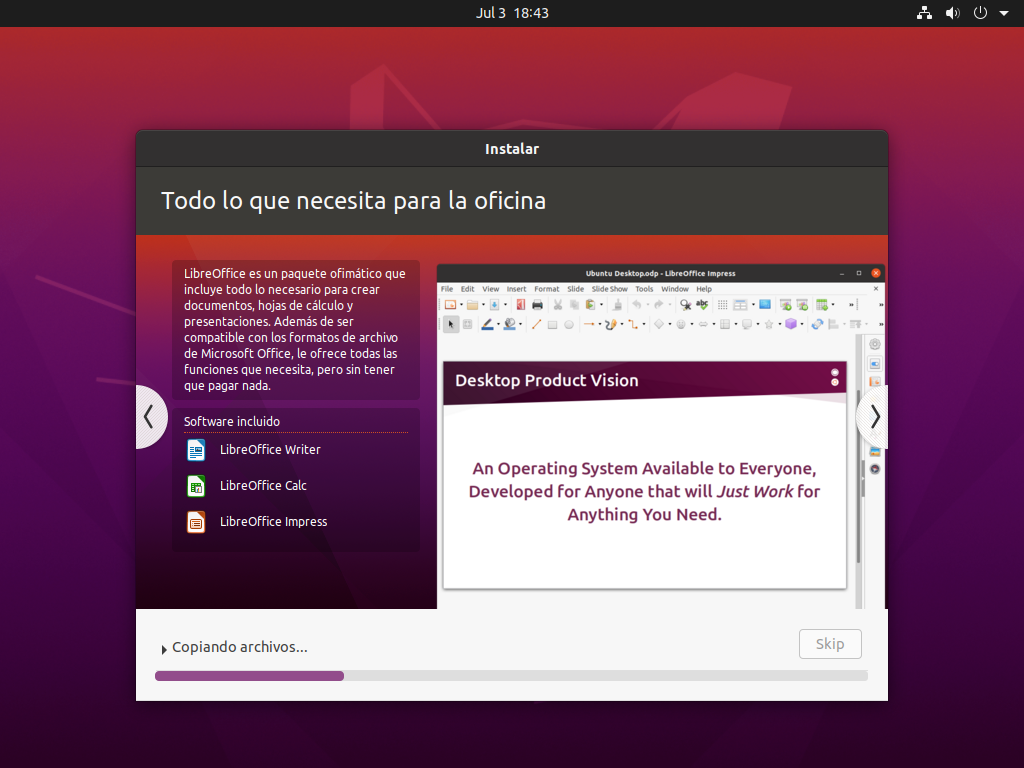 Jul 3 18:43
Instalar
Todo lo que necesita para la oficina
LibreOffice es un paquete ofimático que
incluye todo lo necesario para crear
documentos, hojas de cálculo y
presentaciones. Además de ser
compatible con los formatos de archivo
de Microsoft Office, le ofrece todas las
funciones que necesita, pero sin tener
que pagar nada.
Software incluido
LibreOffice Writer
LibreOffice Calc
LibreOffice Impress
Ubuntu Desktop.odp - LibreOffice Impress
File Edit View Insert Format Slide Slide Show Tools Window Help
Desktop Product Vision
An Operating System Available to Everyone,
Developed for Anyone that will Just Work for
Anything You Need.
Copiando archivos...
Skip